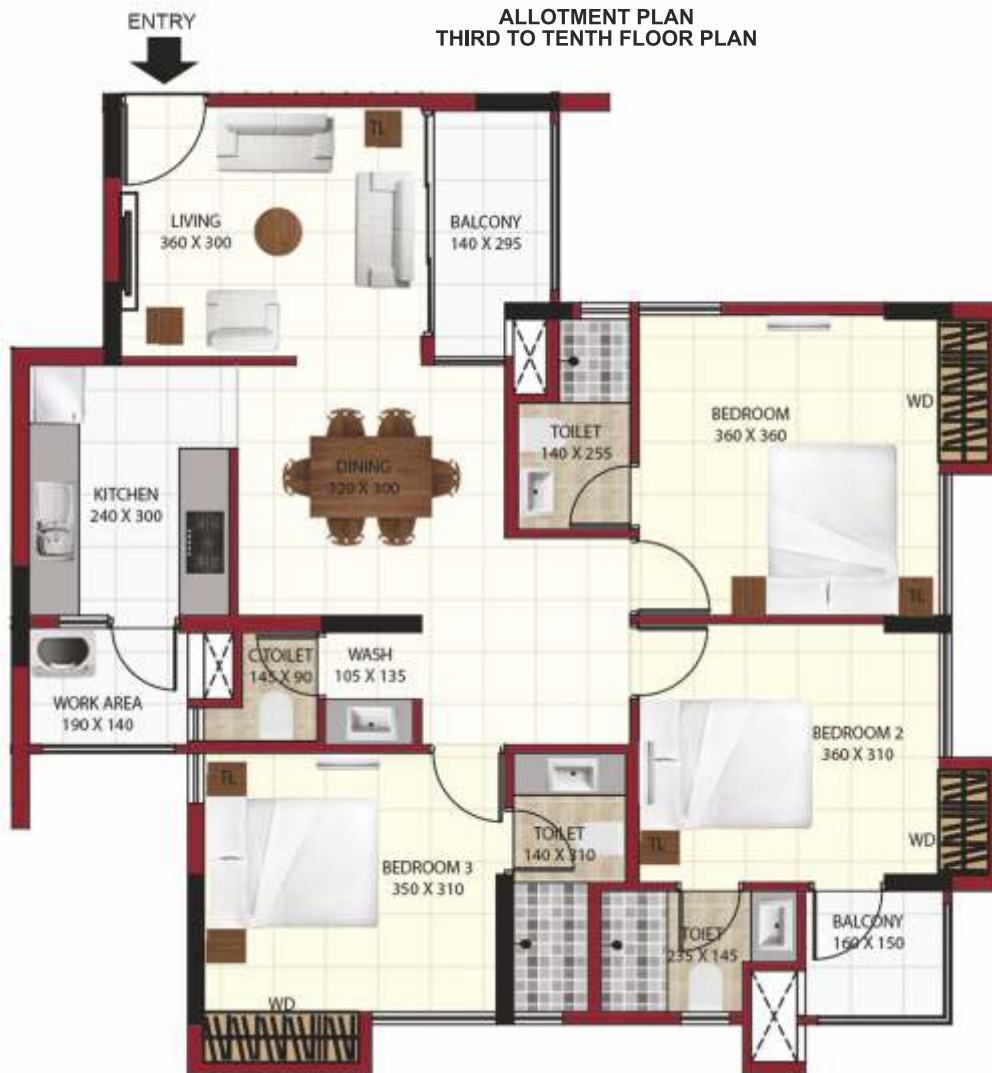 ALLOTMENT PLAN
THIRD TO TENTH FLOOR PLAN
ENTRY
TL
LIVING
360 X 300
BALCONY
140 X 295
WD
BEDROOM
360 X 360
TOILET
140 X 255
DINING
320 X 300
KITCHEN
240 X 300
TL
C.TOILET
145 X 90
WASH
105 X 135
WORK AREA
190 X 140
BEDROOM 2
360 X 310
TL
WD
TL
TOILET
140 X 310
BEDROOM 3
350 X 310
BALCONY
160 X 150
TOIET
235 X 145
WD